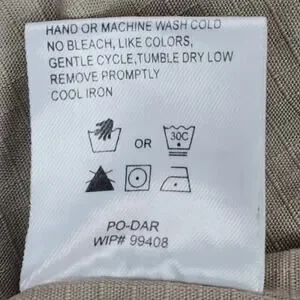 HAND OR MACHINE WASH COLD
NO BLEACH, LIKE COLORS,
GENTLE CYCLE,TUMBLE DRY LOW
REMOVE PROMPTLY
COOL IRON
OR 30C
PO-DAR
WIP# 99408